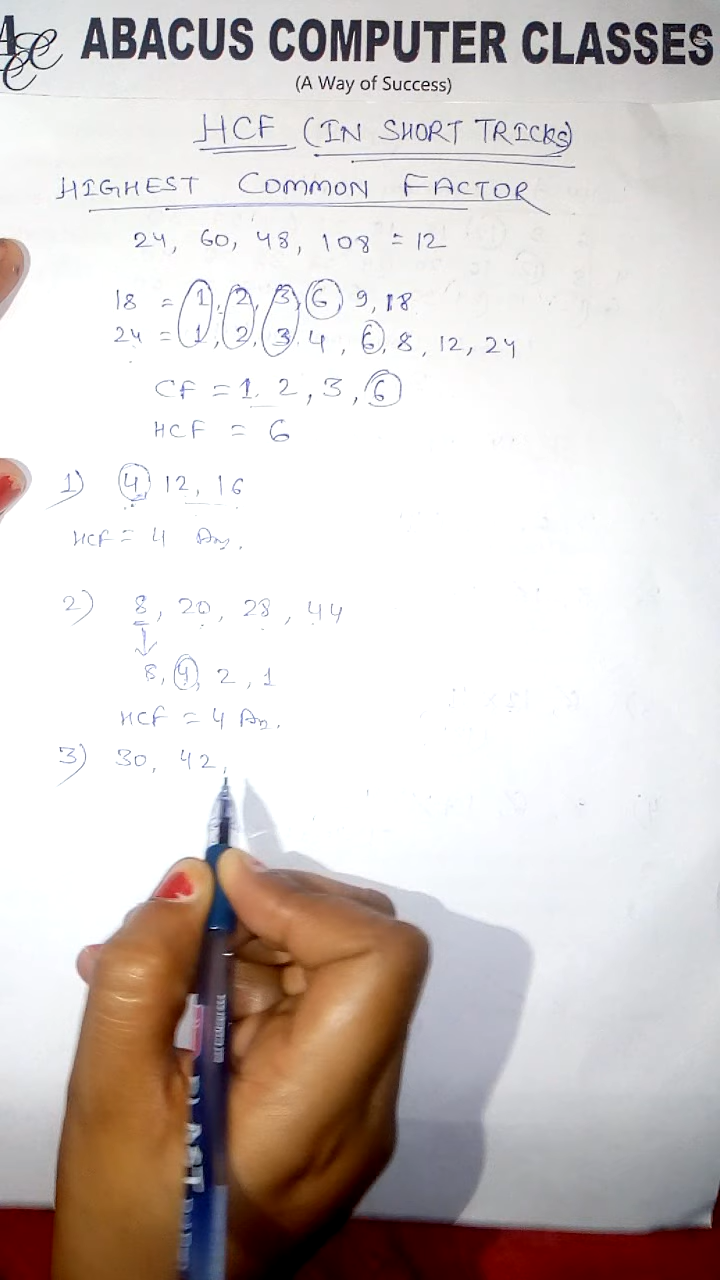 ABACUS COMPUTER CLASSES
(A Way of Success)
HCF (IN SHORT TRICKS)
HIGHEST COMMON FACTOR
24, 60, 48, 108 = 12
18 = 1, 2, 3, 6, 9, 18
24 = 1, 2, 3, 4, 6, 8, 12, 24
CF = 1, 2, 3, 6
HCF = 6
1) 4, 12, 16
HCF = 4 Ans.
2) 8, 20, 28, 44
8, 4, 2, 1
HCF = 4 An.
3) 30, 42,